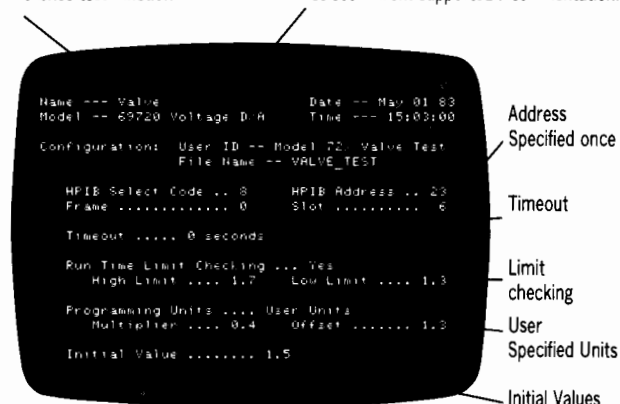 Name --- Valve Date -- May 01 83
Model -- 69720 Voltage D/A Time --- 15:03:00
Configuration: User ID -- Model 72, Valve Test
File Name -- VALVE_TEST
HPIB Select Code .. 8 HPIB Address .. 23
Frame ............. 0 Slot .......... 6
Timeout ..... 0 seconds
Run Time Limit Checking ... Yes
High Limit .... 1.7 Low Limit .... 1.3
Programming Units .... User Units
Multiplier .... 0.4 Offset ....... 1.3
Initial Value ........ 1.5
Address
Specified once
Timeout
Limit
checking
User
Specified Units
Initial Values